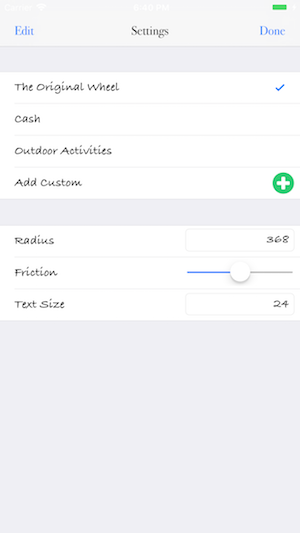 Edit Settings Done
The Original Wheel
Cash
Outdoor Activities
Add Custom
Radius 368
Friction
Text Size 24